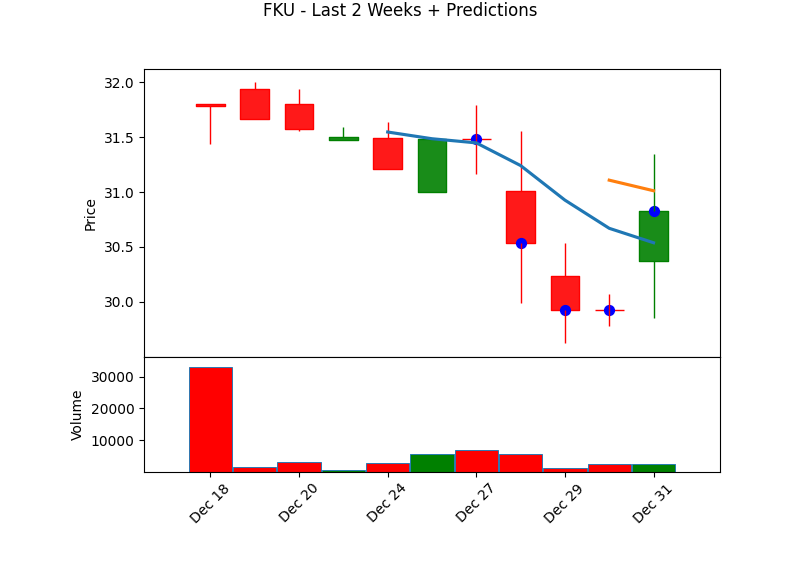 FKU - Last 2 Weeks + Predictions
32.0
31.5
31.0
30.5
30.0
Price
30000
20000
10000
Volume
Dec 18
Dec 20
Dec 24
Dec 27
Dec 29
Dec 31